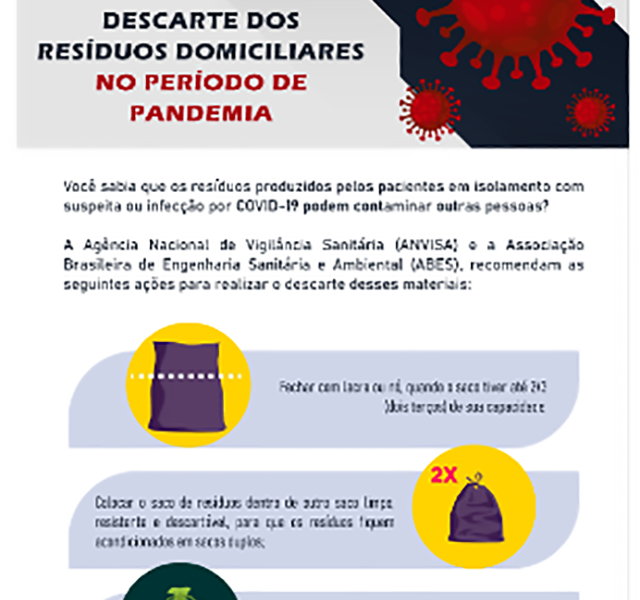 DESCARTE DOS
RESÍDUOS DOMICILIARES
NO PERÍODO DE
PANDEMIA
Você sabia que os resíduos produzidos pelos pacientes em isolamento com
suspeita ou infecção por COVID-19 podem contaminar outras pessoas?
A Agência Nacional de Vigilância Sanitária (ANVISA) e a Associação
Brasileira de Engenharia Sanitária e Ambiental (ABES), recomendam as
seguintes ações para realizar o descarte desses materiais:
Fechar com lacre ou nó, quando o saco tiver até 2/3
(dois terços) de sua capacidade;
2X
Colocar o saco de resíduos dentro de outro saco limpo,
resistente e descartável, para que os resíduos fiquem
acondicionados em sacos duplos;